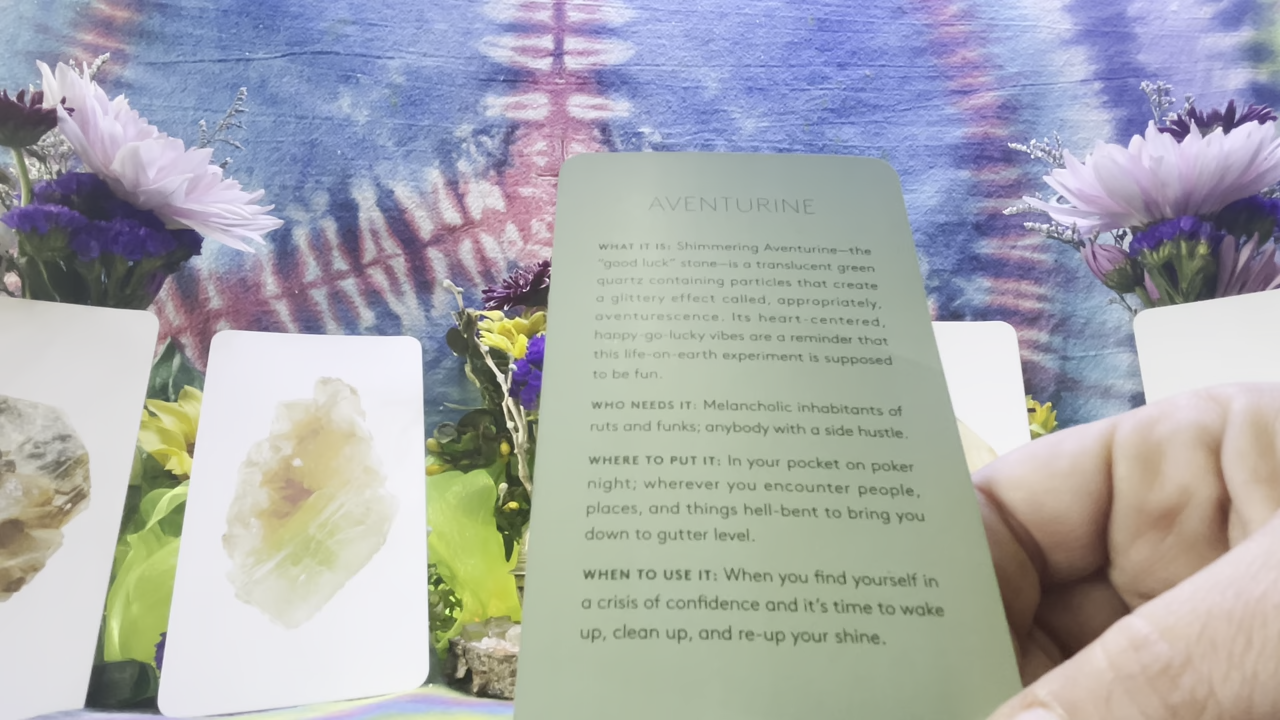 AVENTURINE
WHAT IT IS: Shimmering Aventurine—the
"good luck" stone—is a translucent green
quartz containing particles that create
a glittery effect called, appropriately,
aventurescence. Its heart-centered,
happy-go-lucky vibes are a reminder that
this life-on-earth experiment is supposed
to be fun.
WHO NEEDS IT: Melancholic inhabitants of
ruts and funks; anybody with a side hustle.
WHERE TO PUT IT: In your pocket on poker
night; wherever you encounter people,
places, and things hell-bent to bring you
down to gutter level.
WHEN TO USE IT: When you find yourself in
a crisis of confidence and it's time to wake
up, clean up, and re-up your shine.